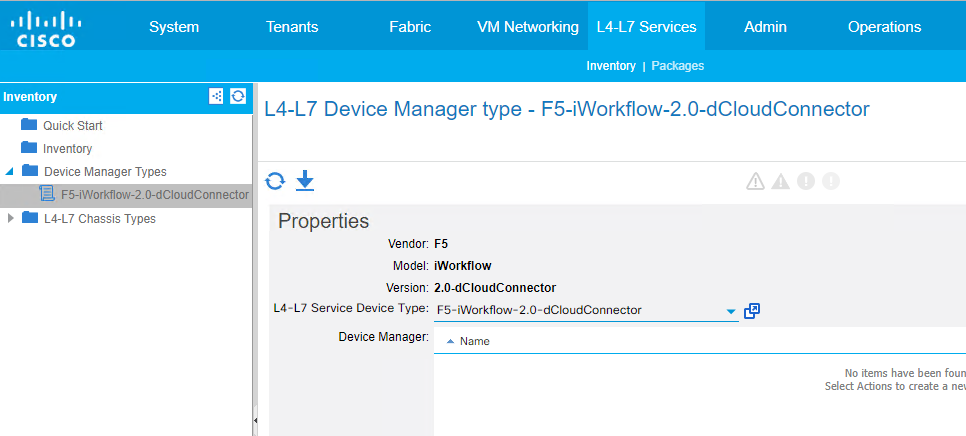 CISCO
System Tenants Fabric VM Networking L4-L7 Services Admin Operations
Inventory | Packages
Inventory
Quick Start
Inventory
Device Manager Types
F5-iWorkflow-2.0-dCloudConnector
L4-L7 Chassis Types
L4-L7 Device Manager type - F5-iWorkflow-2.0-dCloudConnector
Properties
Vendor: F5
Model: iWorkflow
Version: 2.0-dCloudConnector
L4-L7 Service Device Type: F5-iWorkflow-2.0-dCloudConnector
Device Manager: Name
No items have been foun
Select Actions to create a new